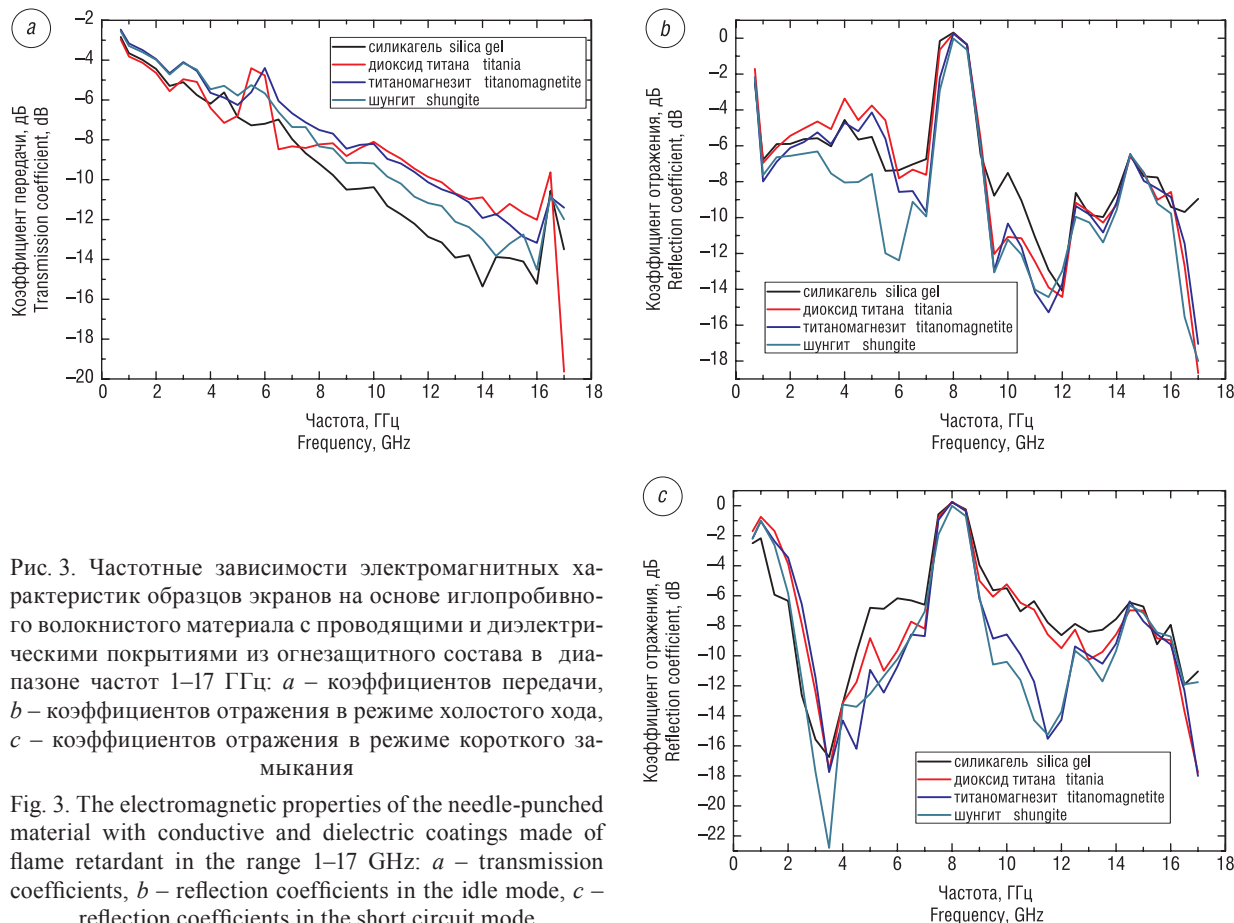 a
Коэффициент передачи, дБ
Transmission coefficient, dB
–2
–4
–6
–8
–10
–12
–14
–16
–18
–20
0
2
4
6
8
10
12
14
16
18
силикагель silica gel
диоксид титана titania
титаномагнезит titanomagnetite
шунгит shungite
Частота, ГГц
Frequency, GHz
b
Коэффициент отражения, дБ
Reflection coefficient, dB
0
–2
–4
–6
–8
–10
–12
–14
–16
–18
0
2
4
6
8
10
12
14
16
18
силикагель silica gel
диоксид титана titania
титаномагнезит titanomagnetite
шунгит shungite
Частота, ГГц
Frequency, GHz
c
Коэффициент отражения, дБ
Reflection coefficient, dB
0
–2
–4
–6
–8
–10
–12
–14
–16
–18
–20
–22
0
2
4
6
8
10
12
14
16
18
силикагель silica gel
диоксид титана titania
титаномагнезит titanomagnetite
шунгит shungite
Частота, ГГц
Frequency, GHz
Рис. 3. Частотные зависимости электромагнитных ха-
рактеристик образцов экранов на основе иглопробивно-
го волокнистого материала с проводящими и диэлектри-
ческими покрытиями из огнезащитного состава в диа-
пазоне частот 1–17 ГГц: a – коэффициентов передачи,
b – коэффициентов отражения в режиме холостого хода,
c – коэффициентов отражения в режиме короткого за-
мыкания
Fig. 3. The electromagnetic properties of the needle-punched
material with conductive and dielectric coatings made of
flame retardant in the range 1–17 GHz: a – transmission
coefficients, b – reflection coefficients in the idle mode, c –
reflection coefficients in the short circuit mode